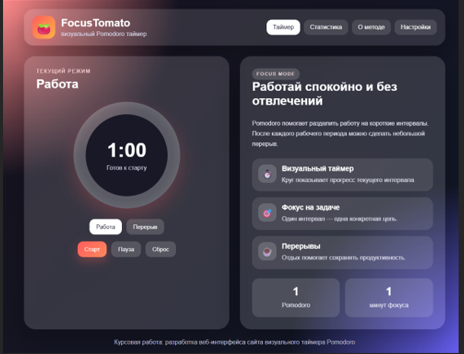 FocusTomato
визуальный Pomodoro таймер
Таймер
Статистика
О методе
Настройки
ТЕКУЩИЙ РЕЖИМ
Работа
1:00
Готов к старту
Работа
Перерыв
Старт
Пауза
Сброс
FOCUS MODE
Работай спокойно и без
отвлечений
Pomodoro помогает разделить работу на короткие интервалы.
После каждого рабочего периода можно сделать небольшой
перерыв.
Визуальный таймер
Круг показывает прогресс текущего интервала.
Фокус на задаче
Один интервал — одна конкретная цель.
Перерывы
Отдых помогает сохранять продуктивность.
1
Pomodoro
1
минут фокуса
Курсовая работа: разработка веб-интерфейса сайта визуального таймера Pomodoro